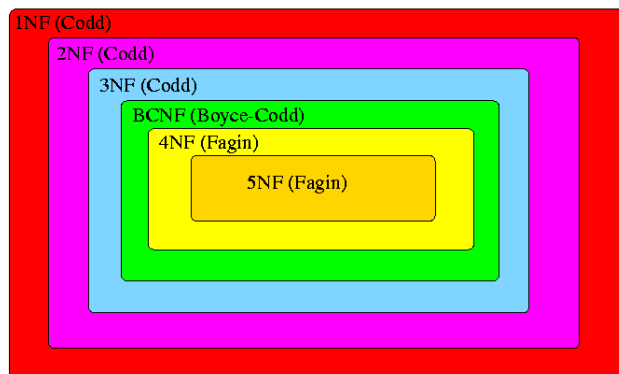 1NF (Codd)
2NF (Codd)
3NF (Codd)
BCNF (Boyce-Codd)
4NF (Fagin)
5NF (Fagin)